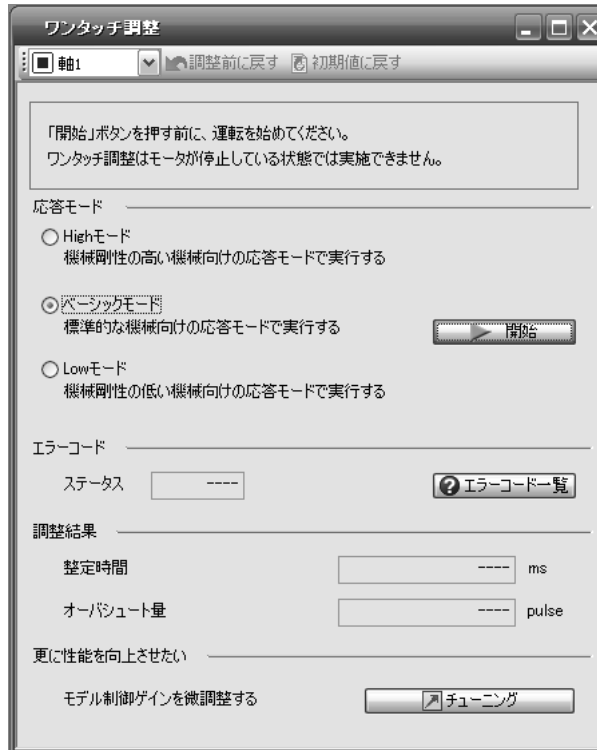 ワンタッチ調整
軸1 調整前に戻す 初期値に戻す
「開始」ボタンを押す前に、運転を始めてください。
ワンタッチ調整はモータが停止している状態では実施できません。
応答モード
Highモード
機械剛性の高い機械向けの応答モードで実行する
ベーシックモード
標準的な機械向けの応答モードで実行する
開始
Lowモード
機械剛性の低い機械向けの応答モードで実行する
エラーコード
ステータス ---- エラーコード一覧
調整結果
整定時間 ---- ms
オーバシュート量 ---- pulse
更に性能を向上させたい
モデル制御ゲインを微調整する チューニング